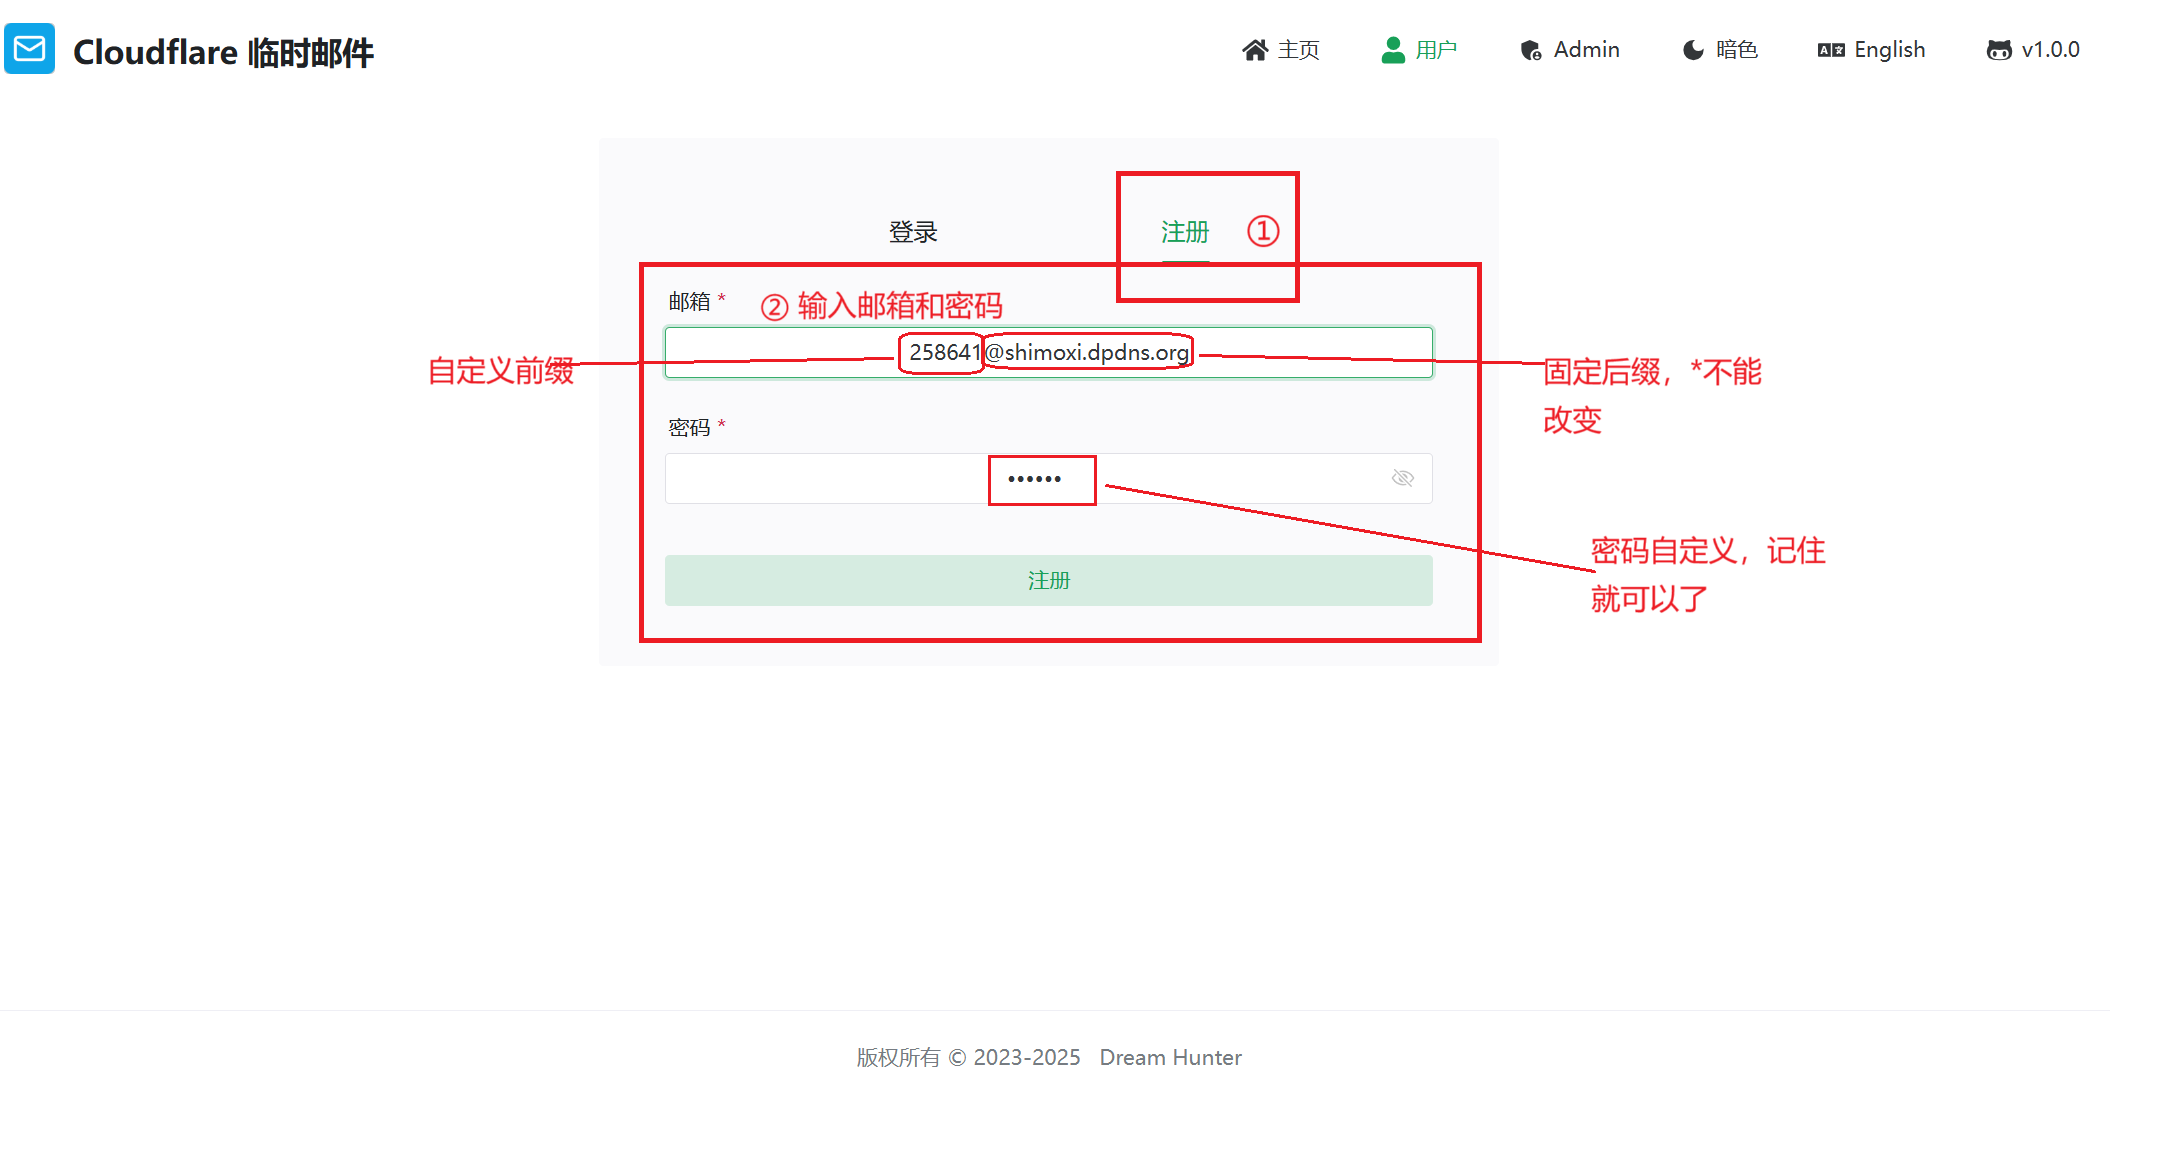 Cloudflare 临时邮件
主页
用户
Admin
暗色
English
v1.0.0
登录
注册
①
邮箱 *
② 输入邮箱和密码
258641@shimoxi.dpdns.org
自定义前缀
固定后缀，*不能
改变
密码 *
••••••
密码自定义，记住
就可以了
注册
版权所有 © 2023-2025 Dream Hunter